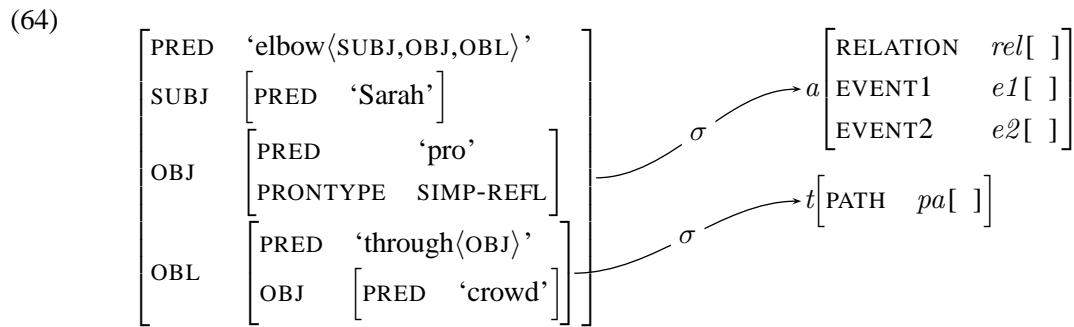 (64)
PRED ‘elbow⟨SUBJ,OBJ,OBL⟩’
SUBJ [PRED ‘Sarah’]
OBJ [PRED ‘pro’
PRONTYPE SIMP-REFL]
OBL [PRED ‘through⟨OBJ⟩’
OBJ [PRED ‘crowd’]]
σ
σ
a[RELATION rel[ ]
EVENT1 e1[ ]
EVENT2 e2[ ]]
t[PATH pa[ ]]